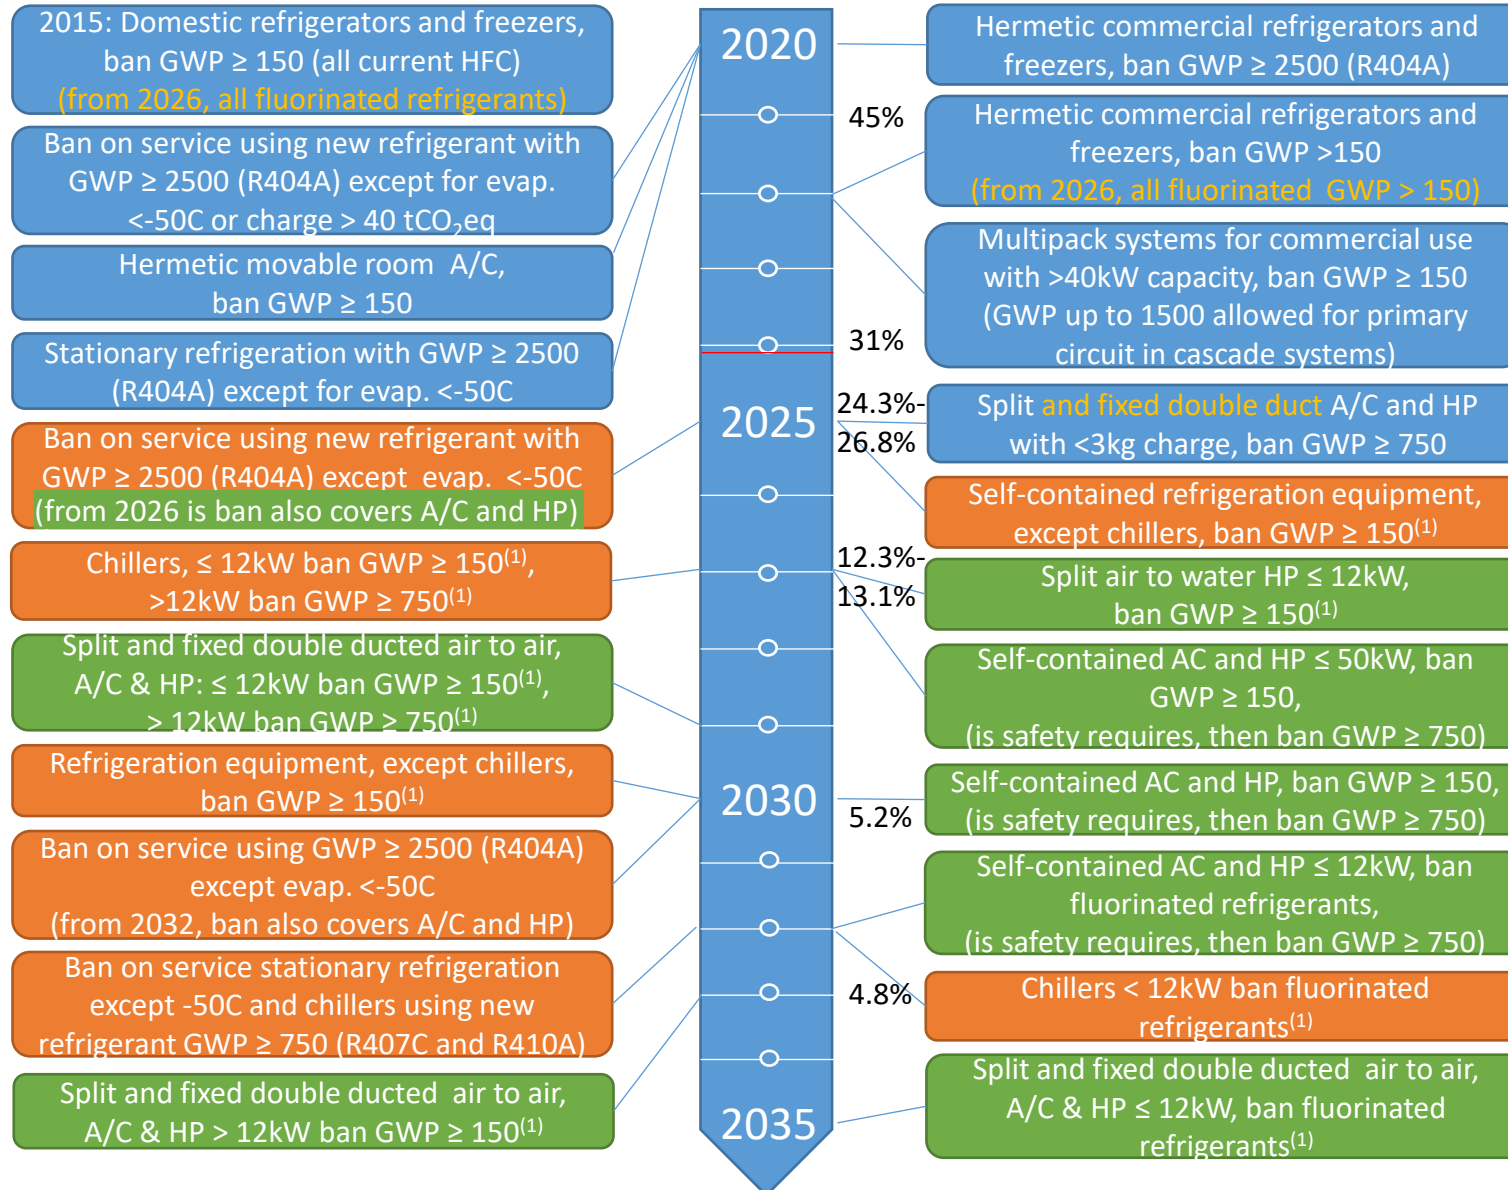 2015: Domestic refrigerators and freezers,
ban GWP ≥ 150 (all current HFC)
(from 2026, all fluorinated refrigerants)
Ban on service using new refrigerant with
GWP ≥ 2500 (R404A) except for evap.
<-50C or charge > 40 tCO₂eq
Hermetic movable room A/C,
ban GWP ≥ 150
Stationary refrigeration with GWP ≥ 2500
(R404A) except for evap. <-50C
Ban on service using new refrigerant with
GWP ≥ 2500 (R404A) except evap. <-50C
(from 2026 is ban also covers A/C and HP)
Chillers, ≤ 12kW ban GWP ≥ 150⁽¹⁾,
>12kW ban GWP ≥ 750⁽¹⁾
Split and fixed double ducted air to air,
A/C & HP: ≤ 12kW ban GWP ≥ 150⁽¹⁾,
> 12kW ban GWP ≥ 750⁽¹⁾
Refrigeration equipment, except chillers,
ban GWP ≥ 150⁽¹⁾
Ban on service using GWP ≥ 2500 (R404A)
except evap. <-50C
(from 2032, ban also covers A/C and HP)
Ban on service stationary refrigeration
except -50C and chillers using new
refrigerant GWP ≥ 750 (R407C and R410A)
Split and fixed double ducted air to air,
A/C & HP > 12kW ban GWP ≥ 150⁽¹⁾
2020
45%
31%
2025
24.3%-
26.8%
12.3%-
13.1%
2030
5.2%
4.8%
2035
Hermetic commercial refrigerators and
freezers, ban GWP ≥ 2500 (R404A)
Hermetic commercial refrigerators and
freezers, ban GWP >150
(from 2026, all fluorinated GWP > 150)
Multipack systems for commercial use
with >40kW capacity, ban GWP ≥ 150
(GWP up to 1500 allowed for primary
circuit in cascade systems)
Split and fixed double duct A/C and HP
with <3kg charge, ban GWP ≥ 750
Self-contained refrigeration equipment,
except chillers, ban GWP ≥ 150⁽¹⁾
Split air to water HP ≤ 12kW,
ban GWP ≥ 150⁽¹⁾
Self-contained AC and HP ≤ 50kW, ban
GWP ≥ 150,
(is safety requires, then ban GWP ≥ 750)
Self-contained AC and HP, ban GWP ≥ 150,
(is safety requires, then ban GWP ≥ 750)
Self-contained AC and HP ≤ 12kW, ban
fluorinated refrigerants,
(is safety requires, then ban GWP ≥ 750)
Chillers < 12kW ban fluorinated
refrigerants⁽¹⁾
Split and fixed double ducted air to air,
A/C & HP ≤ 12kW, ban fluorinated
refrigerants⁽¹⁾